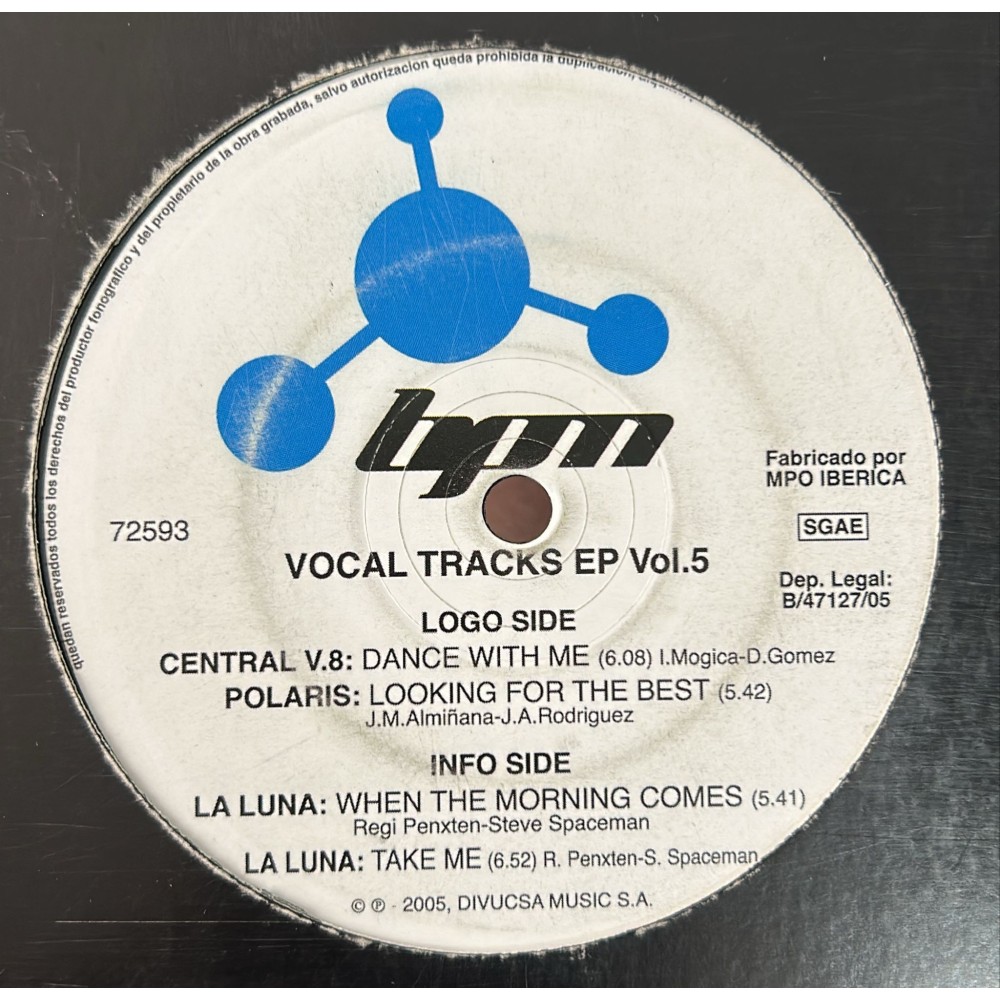 quedan reservados todos los derechos del productor fonografico y del propietario de la obra grabada, salvo autorizacion queda prohibida la duplicacion,
bpm
Fabricado por
MPO IBERICA
72593
SGAE
VOCAL TRACKS EP Vol.5
Dep. Legal:
B/47127/05
LOGO SIDE
CENTRAL V.8: DANCE WITH ME (6.08) I.Mogica-D.Gomez
POLARIS: LOOKING FOR THE BEST (5.42)
J.M.Almiñana-J.A.Rodriguez
INFO SIDE
LA LUNA: WHEN THE MORNING COMES (5.41)
Regi Penxten-Steve Spaceman
LA LUNA: TAKE ME (6.52) R. Penxten-S. Spaceman
© ℗ - 2005, DIVUCSA MUSIC S.A.